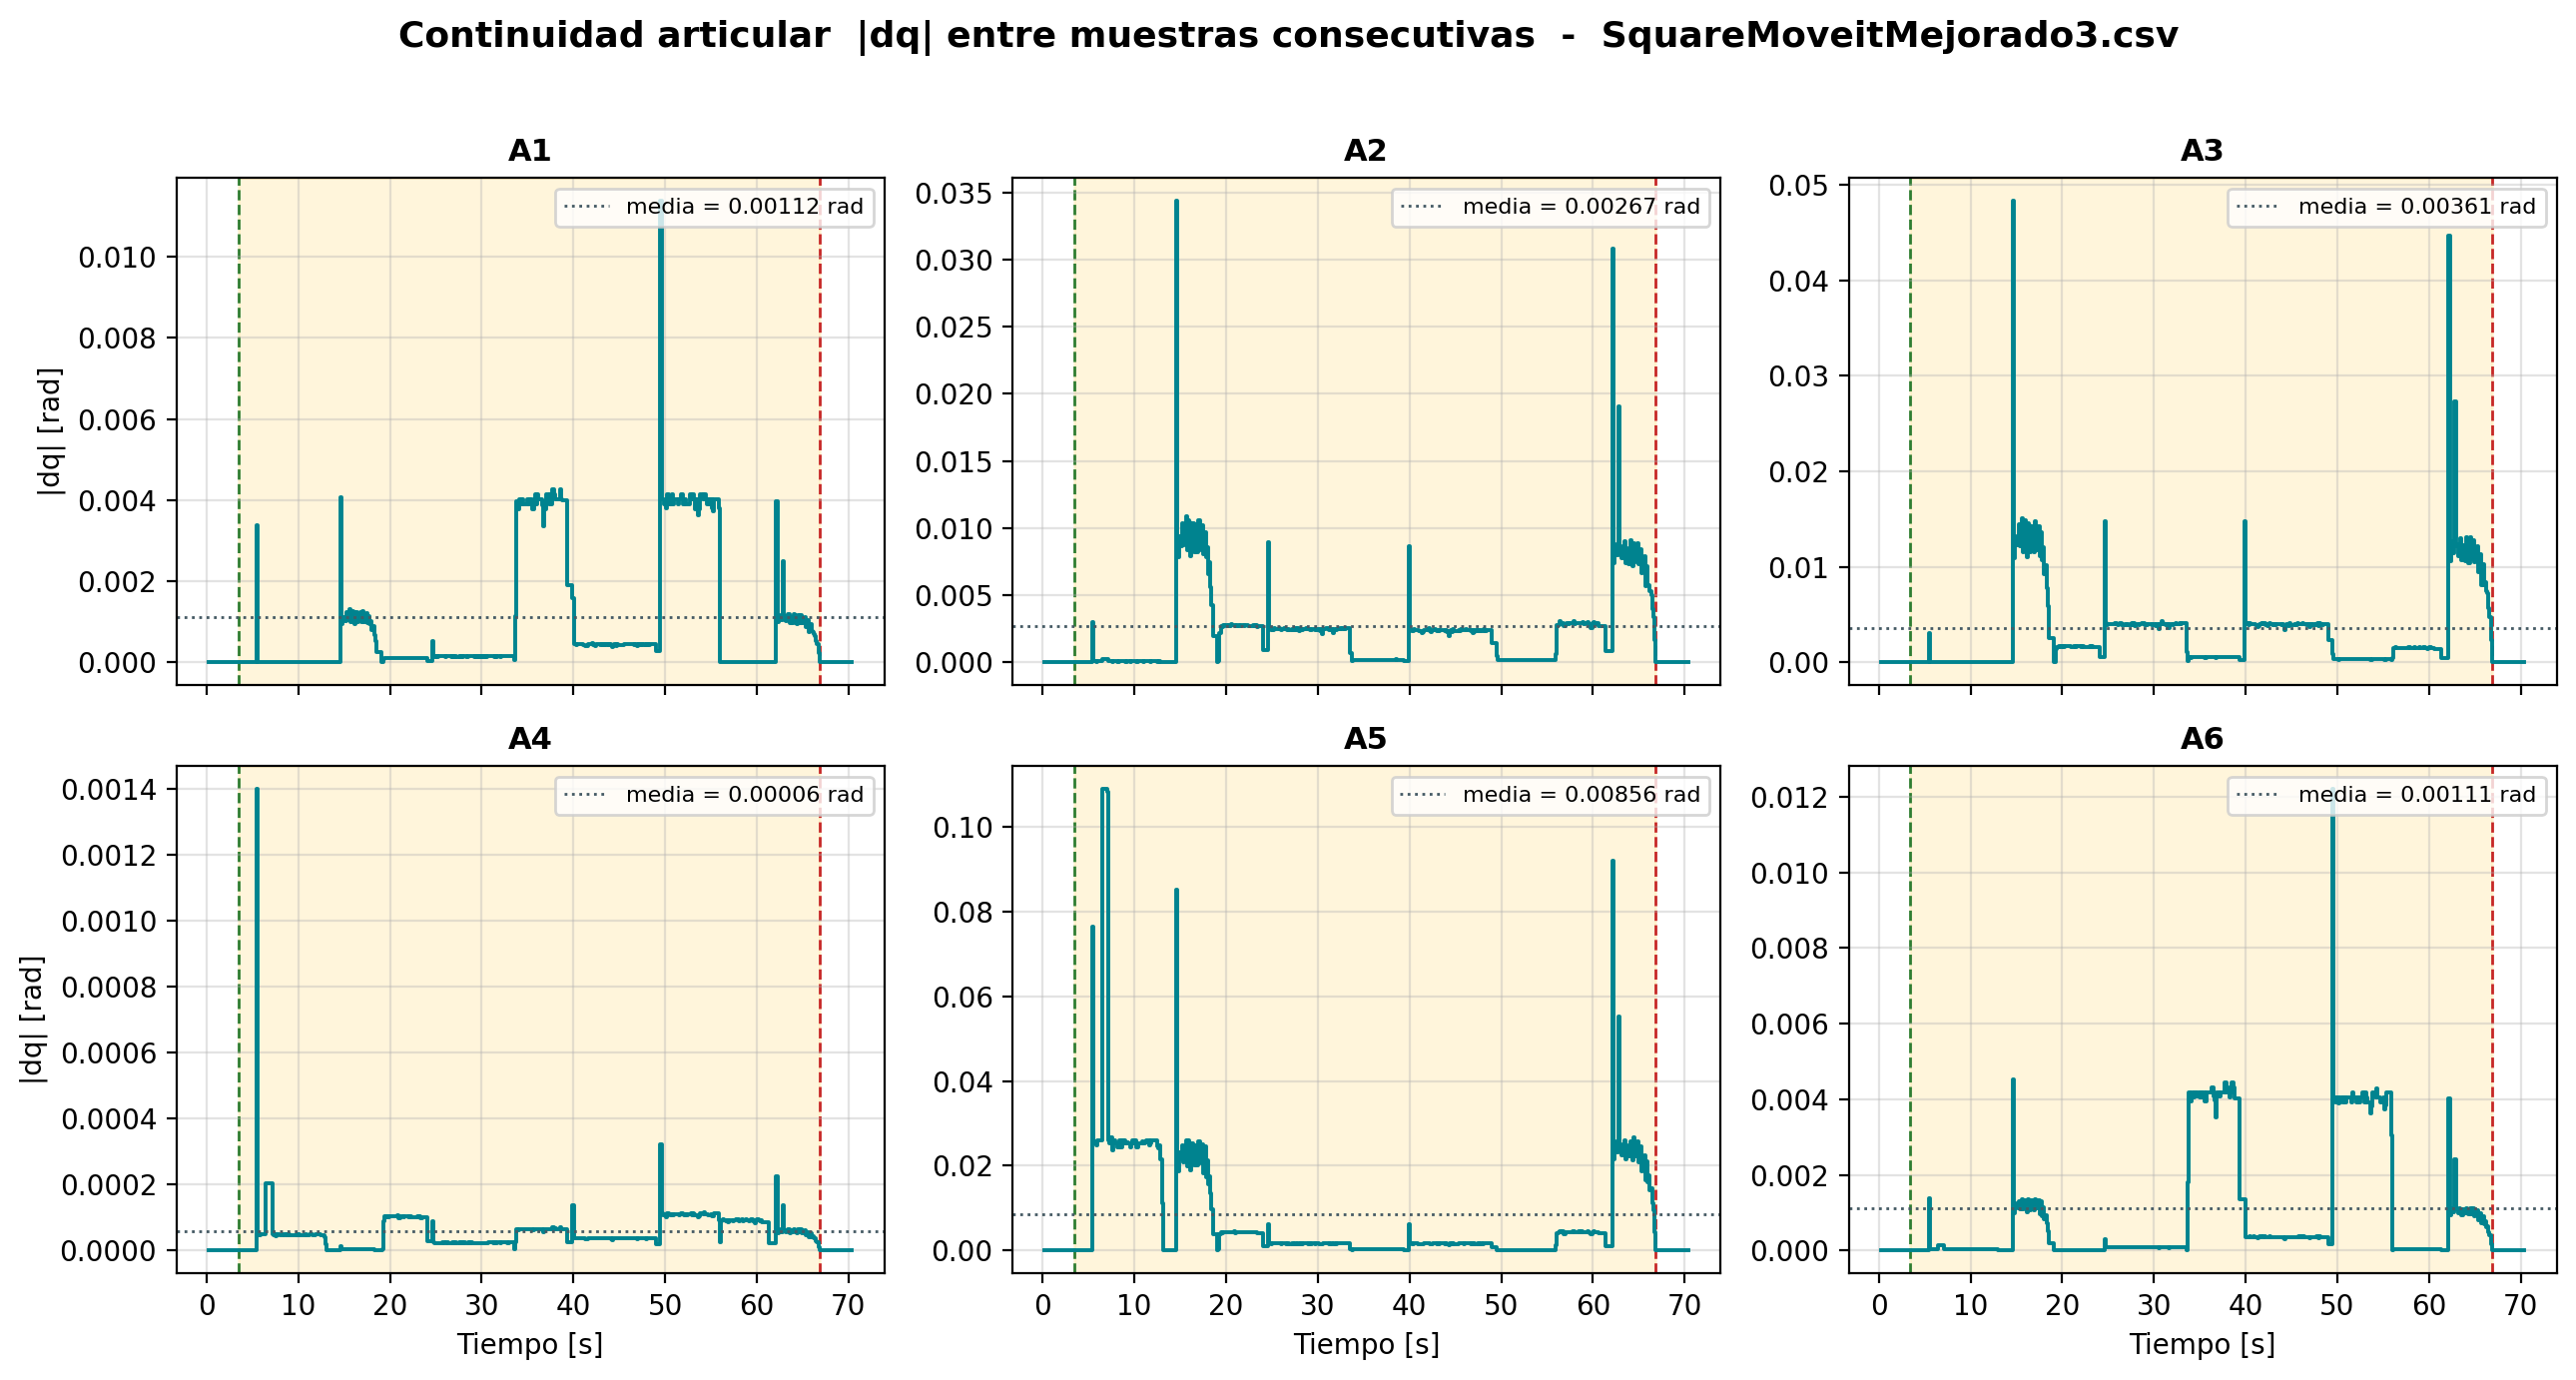 Continuidad articular  |dq| entre muestras consecutivas  -  SquareMoveitMejorado3.csv
A1
|dq| [rad]
0.010
0.008
0.006
0.004
0.002
0.000
media = 0.00112 rad
A2
0.035
0.030
0.025
0.020
0.015
0.010
0.005
0.000
media = 0.00267 rad
A3
0.05
0.04
0.03
0.02
0.01
0.00
media = 0.00361 rad
A4
|dq| [rad]
0.0014
0.0012
0.0010
0.0008
0.0006
0.0004
0.0002
0.0000
media = 0.00006 rad
0 10 20 30 40 50 60 70
Tiempo [s]
A5
0.10
0.08
0.06
0.04
0.02
0.00
media = 0.00856 rad
0 10 20 30 40 50 60 70
Tiempo [s]
A6
0.012
0.010
0.008
0.006
0.004
0.002
0.000
media = 0.00111 rad
0 10 20 30 40 50 60 70
Tiempo [s]